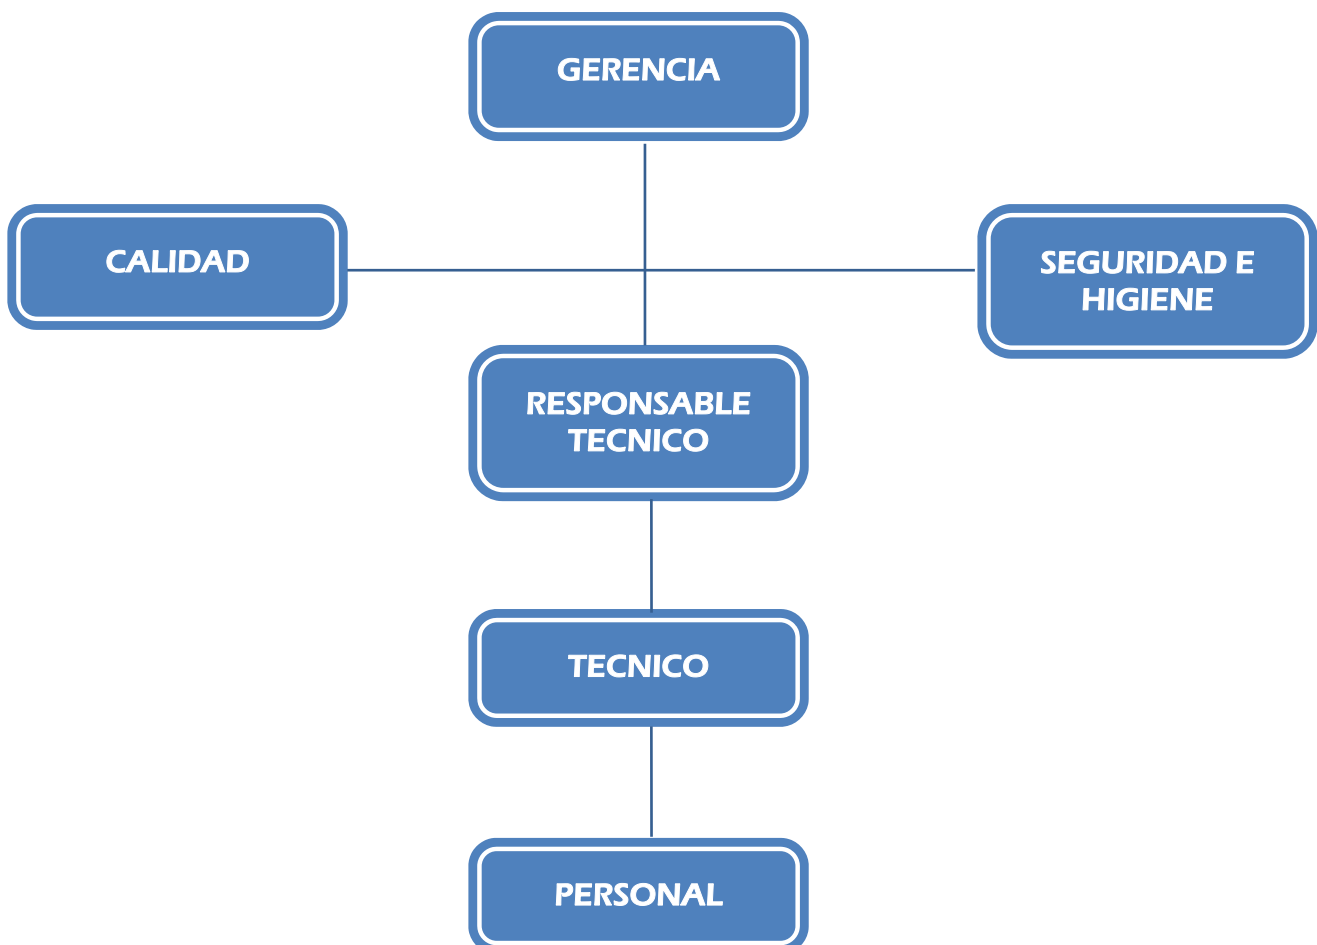 GERENCIA
CALIDAD
SEGURIDAD E
HIGIENE
RESPONSABLE
TECNICO
TECNICO
PERSONAL